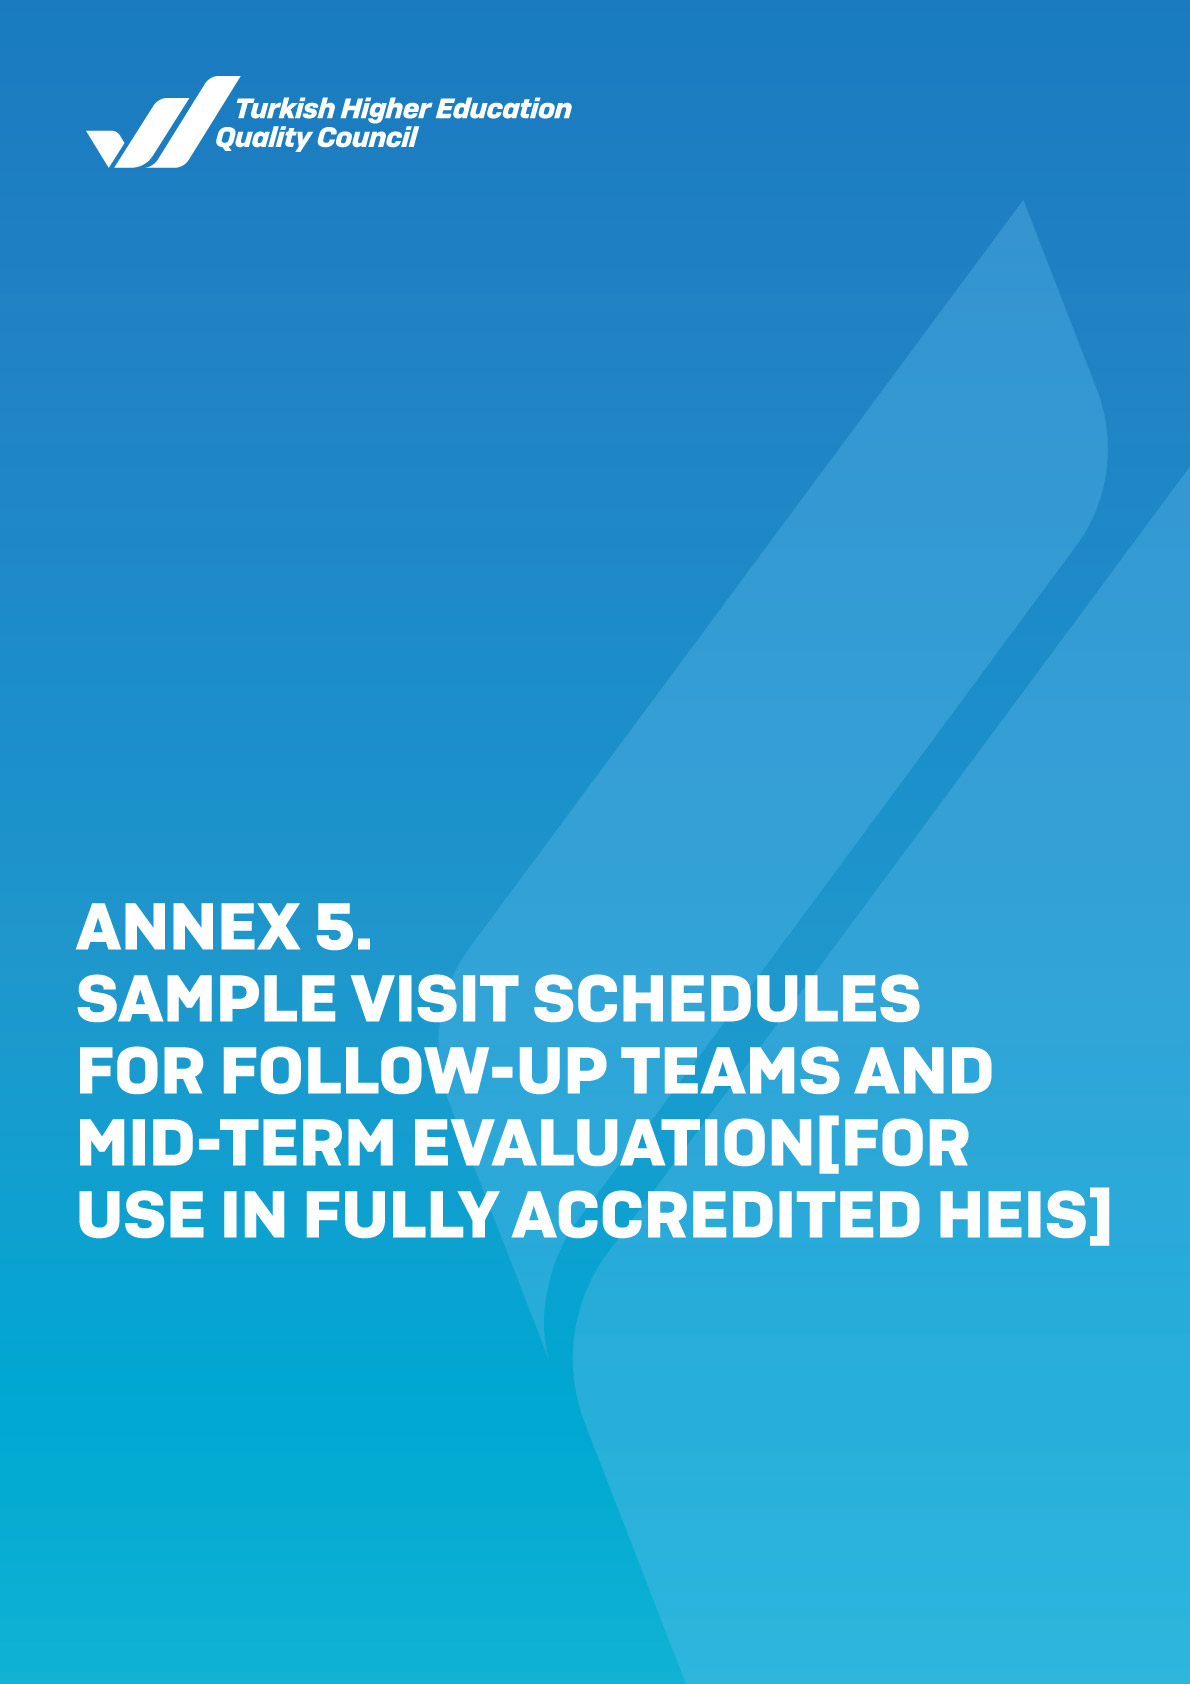 Turkish Higher Education
Quality Council
ANNEX 5.
SAMPLE VISIT SCHEDULES
FOR FOLLOW-UP TEAMS AND
MID-TERM EVALUATION[FOR
USE IN FULLY ACCREDITED HEIS]